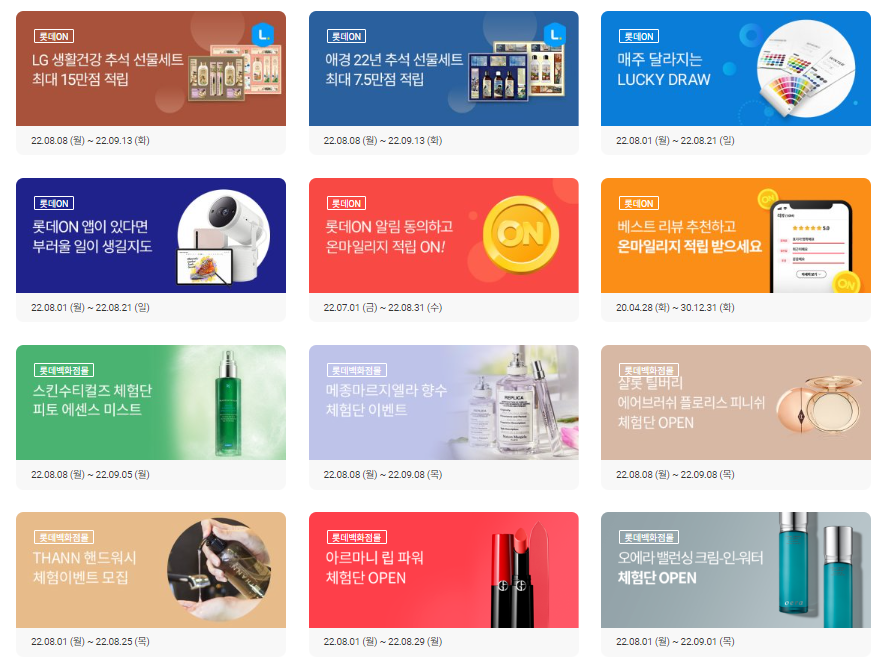 롯데ON
LG 생활건강 추석 선물세트
최대 15만점 적립
L.
22.08.08 (월) ~ 22.09.13 (화)
롯데ON
애경 22년 추석 선물세트
최대 7.5만점 적립
L.
22.08.08 (월) ~ 22.09.13 (화)
롯데ON
매주 달라지는
LUCKY DRAW
22.08.01 (월) ~ 22.08.21 (일)
롯데ON
롯데ON 앱이 있다면
부러울 일이 생길지도
22.08.01 (월) ~ 22.08.21 (일)
롯데ON
롯데ON 알림 동의하고
온마일리지 적립 ON!
ON
22.07.01 (금) ~ 22.08.31 (수)
롯데ON
베스트 리뷰 추천하고
온마일리지 적립 받으세요
ON
5.0
ON
20.04.28 (화) ~ 30.12.31 (화)
롯데백화점몰
스킨수티컬즈 체험단
피토 에센스 미스트
22.08.08 (월) ~ 22.09.05 (월)
롯데백화점몰
메종마르지엘라 향수
체험단 이벤트
REPLICA
22.08.08 (월) ~ 22.09.08 (목)
롯데백화점몰
샬롯 틸버리
에어브러쉬 플로리스 피니쉬
체험단 OPEN
22.08.08 (월) ~ 22.09.08 (목)
롯데백화점몰
THANN 핸드워시
체험이벤트 모집
22.08.01 (월) ~ 22.08.25 (목)
롯데백화점몰
아르마니 립 파워
체험단 OPEN
22.08.01 (월) ~ 22.08.29 (월)
롯데백화점몰
오에라 밸런싱 크림-인-워터
체험단 OPEN
22.08.01 (월) ~ 22.09.01 (목)